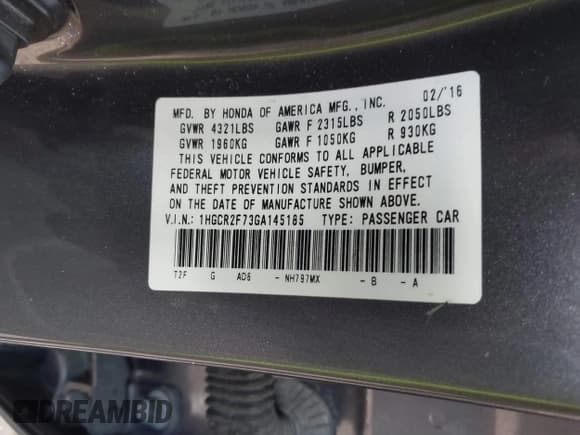 MFD. BY HONDA OF AMERICA MFG., INC. 02/'16
GVWR 4321LBS GAWR F 2315LBS R 2050LBS
GVWR 1960KG GAWR F 1050KG R 930KG
THIS VEHICLE CONFORMS TO ALL APPLICABLE
FEDERAL MOTOR VEHICLE SAFETY, BUMPER,
AND THEFT PREVENTION STANDARDS IN EFFECT
ON THE DATE OF MANUFACTURE SHOWN ABOVE.
V.I.N.: 1HGCR2F73GA145185 TYPE: PASSENGER CAR
T2F G AD6 - NH797MX - B - A
DREAMBID